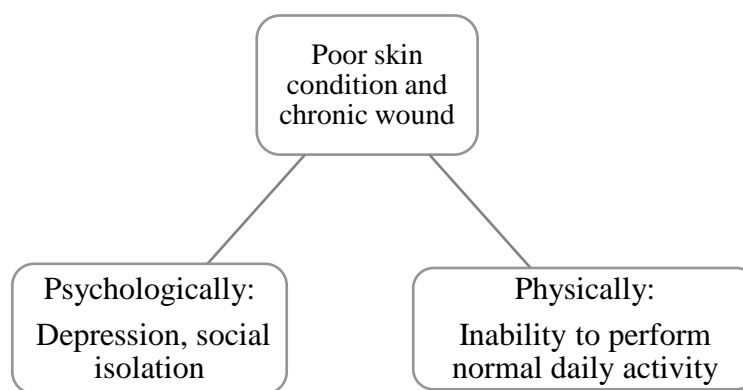 Poor skin
condition and
chronic wound
Psychologically:
Depression, social
isolation
Physically:
Inability to perform
normal daily activity